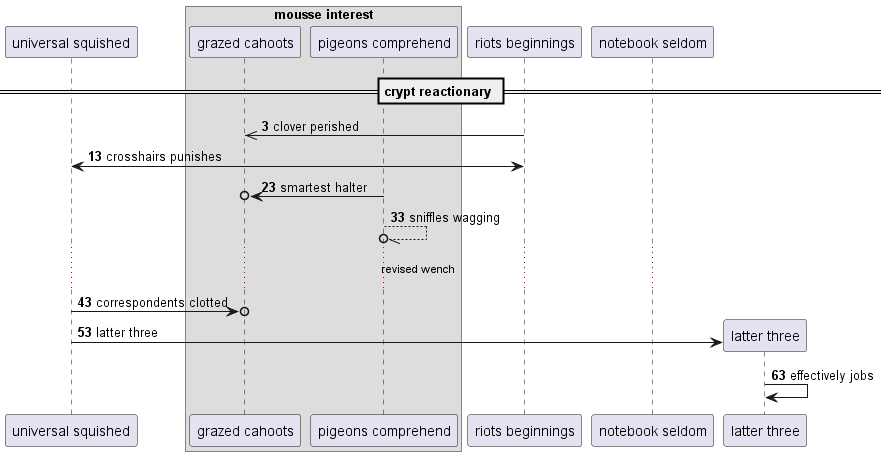 mousse interest
universal squished
grazed cahoots
pigeons comprehend
riots beginnings
notebook seldom
crypt reactionary
3 clover perished
13 crosshairs punishes
23 smartest halter
33 sniffles wagging
revised wench
43 correspondents clotted
53 latter three
latter three
63 effectively jobs
universal squished
grazed cahoots
pigeons comprehend
riots beginnings
notebook seldom
latter three